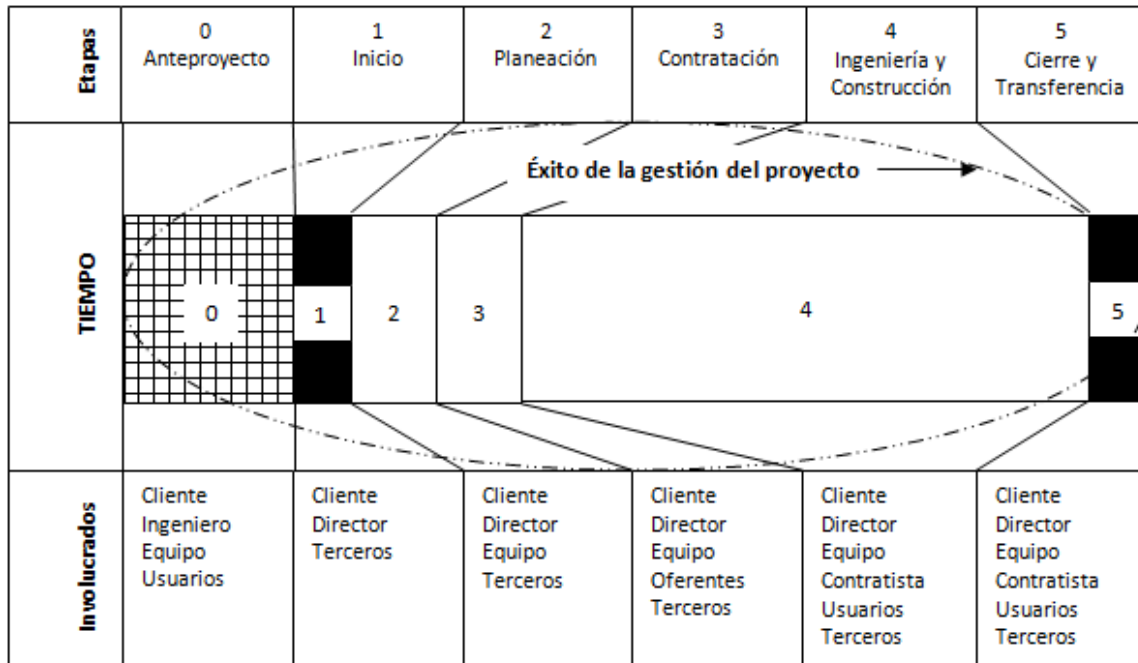 Etapas
0
Anteproyecto
1
Inicio
2
Planeación
3
Contratación
4
Ingeniería y
Construcción
5
Cierre y
Transferencia
TIEMPO
Éxito de la gestión del proyecto
0
1
2
3
4
5
Involucrados
Cliente
Ingeniero
Equipo
Usuarios
Cliente
Director
Terceros
Cliente
Director
Equipo
Terceros
Cliente
Director
Equipo
Oferentes
Terceros
Cliente
Director
Equipo
Contratista
Usuarios
Terceros
Cliente
Director
Equipo
Contratista
Usuarios
Terceros